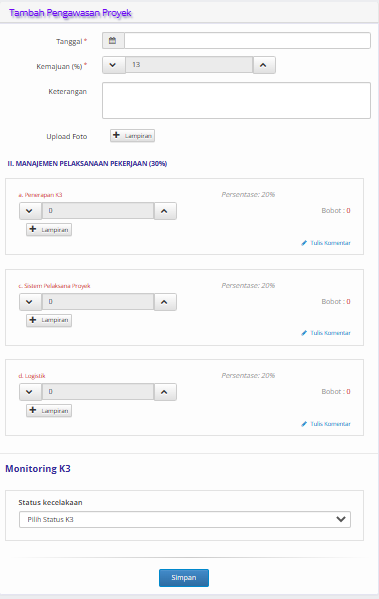 Tambah Pengawasan Proyek
Tanggal *
Kemajuan (%) *
13
Keterangan
Upload Foto
Lampiran
II. MANAJEMEN PELAKSANAAN PEKERJAAN (30%)
a. Penerapan K3
Persentase: 20%
0
Bobot : 0
Lampiran
Tulis Komentar
c. Sistem Pelaksana Proyek
Persentase: 20%
0
Bobot : 0
Lampiran
Tulis Komentar
d. Logistik
Persentase: 20%
0
Bobot : 0
Lampiran
Tulis Komentar
Monitoring K3
Status kecelakaan
Pilih Status K3
Simpan